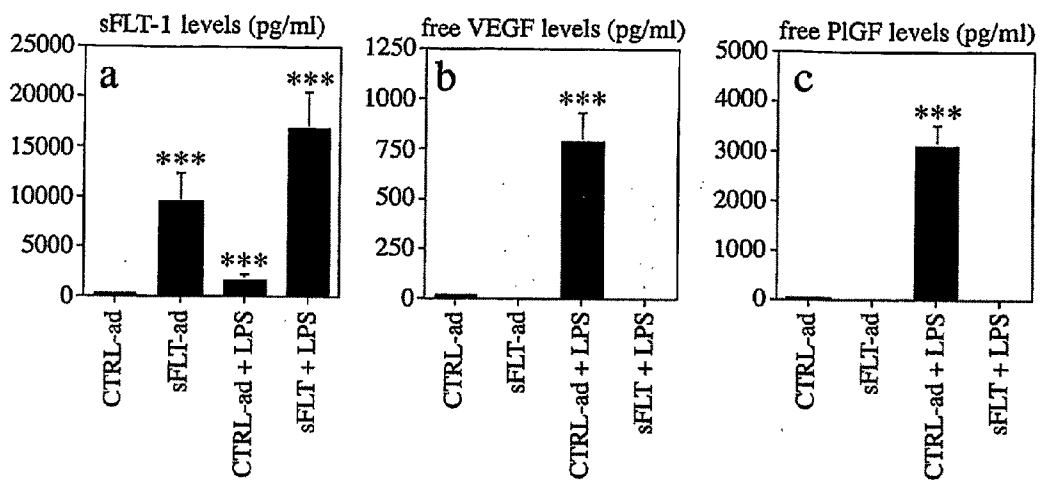 sFLT-1 levels (pg/ml)
25000
20000
15000
10000
5000
0
a
***
***
***
CTRL-ad
sFLT-ad
CTRL-ad + LPS
sFLT + LPS
free VEGF levels (pg/ml)
1250
1000
750
500
250
0
b
***
CTRL-ad
sFLT-ad
CTRL-ad + LPS
sFLT + LPS
free PlGF levels (pg/ml)
5000
4000
3000
2000
1000
0
c
***
CTRL-ad
sFLT-ad
CTRL-ad + LPS
sFLT + LPS